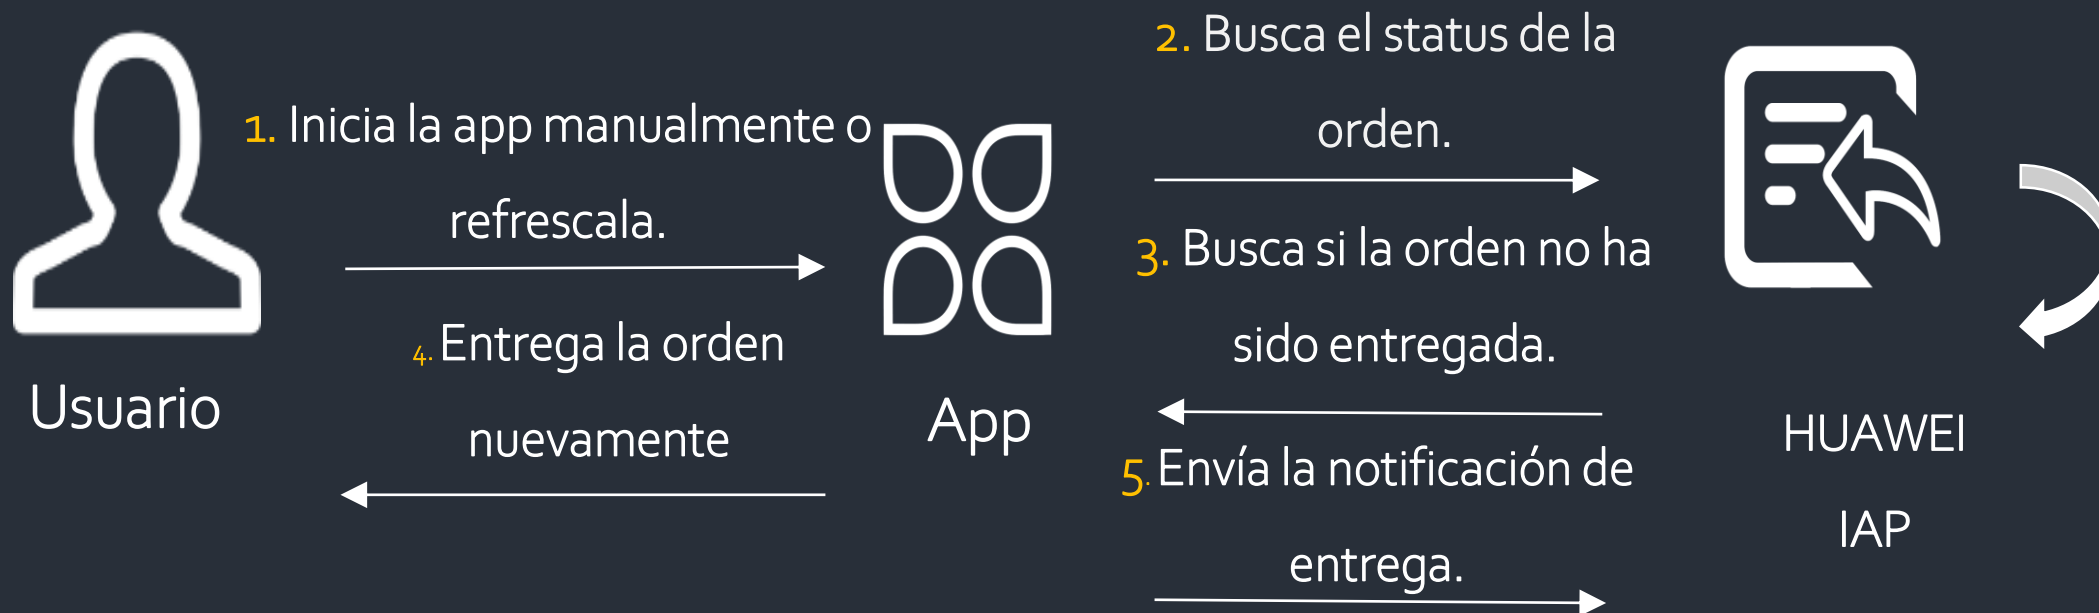 1. Inicia la app manualmente o
refrescala.
2. Busca el status de la
orden.
3. Busca si la orden no ha
sido entregada.
4. Entrega la orden
nuevamente
5. Envía la notificación de
entrega.
Usuario
App
HUAWEI
IAP